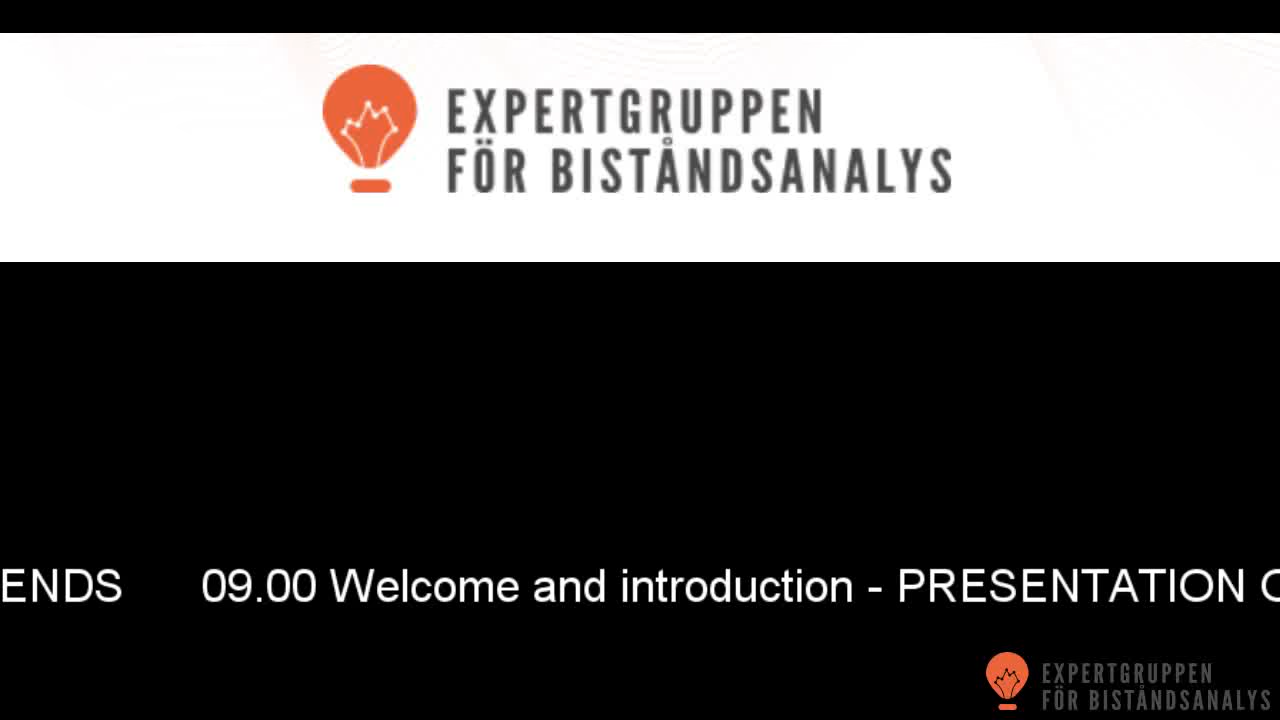 EXPERTGRUPPEN
FÖR BISTÅNDSANALYS
ENDS 09.00 Welcome and introduction - PRESENTATION
EXPERTGRUPPEN
FÖR BISTÅNDSANALYS